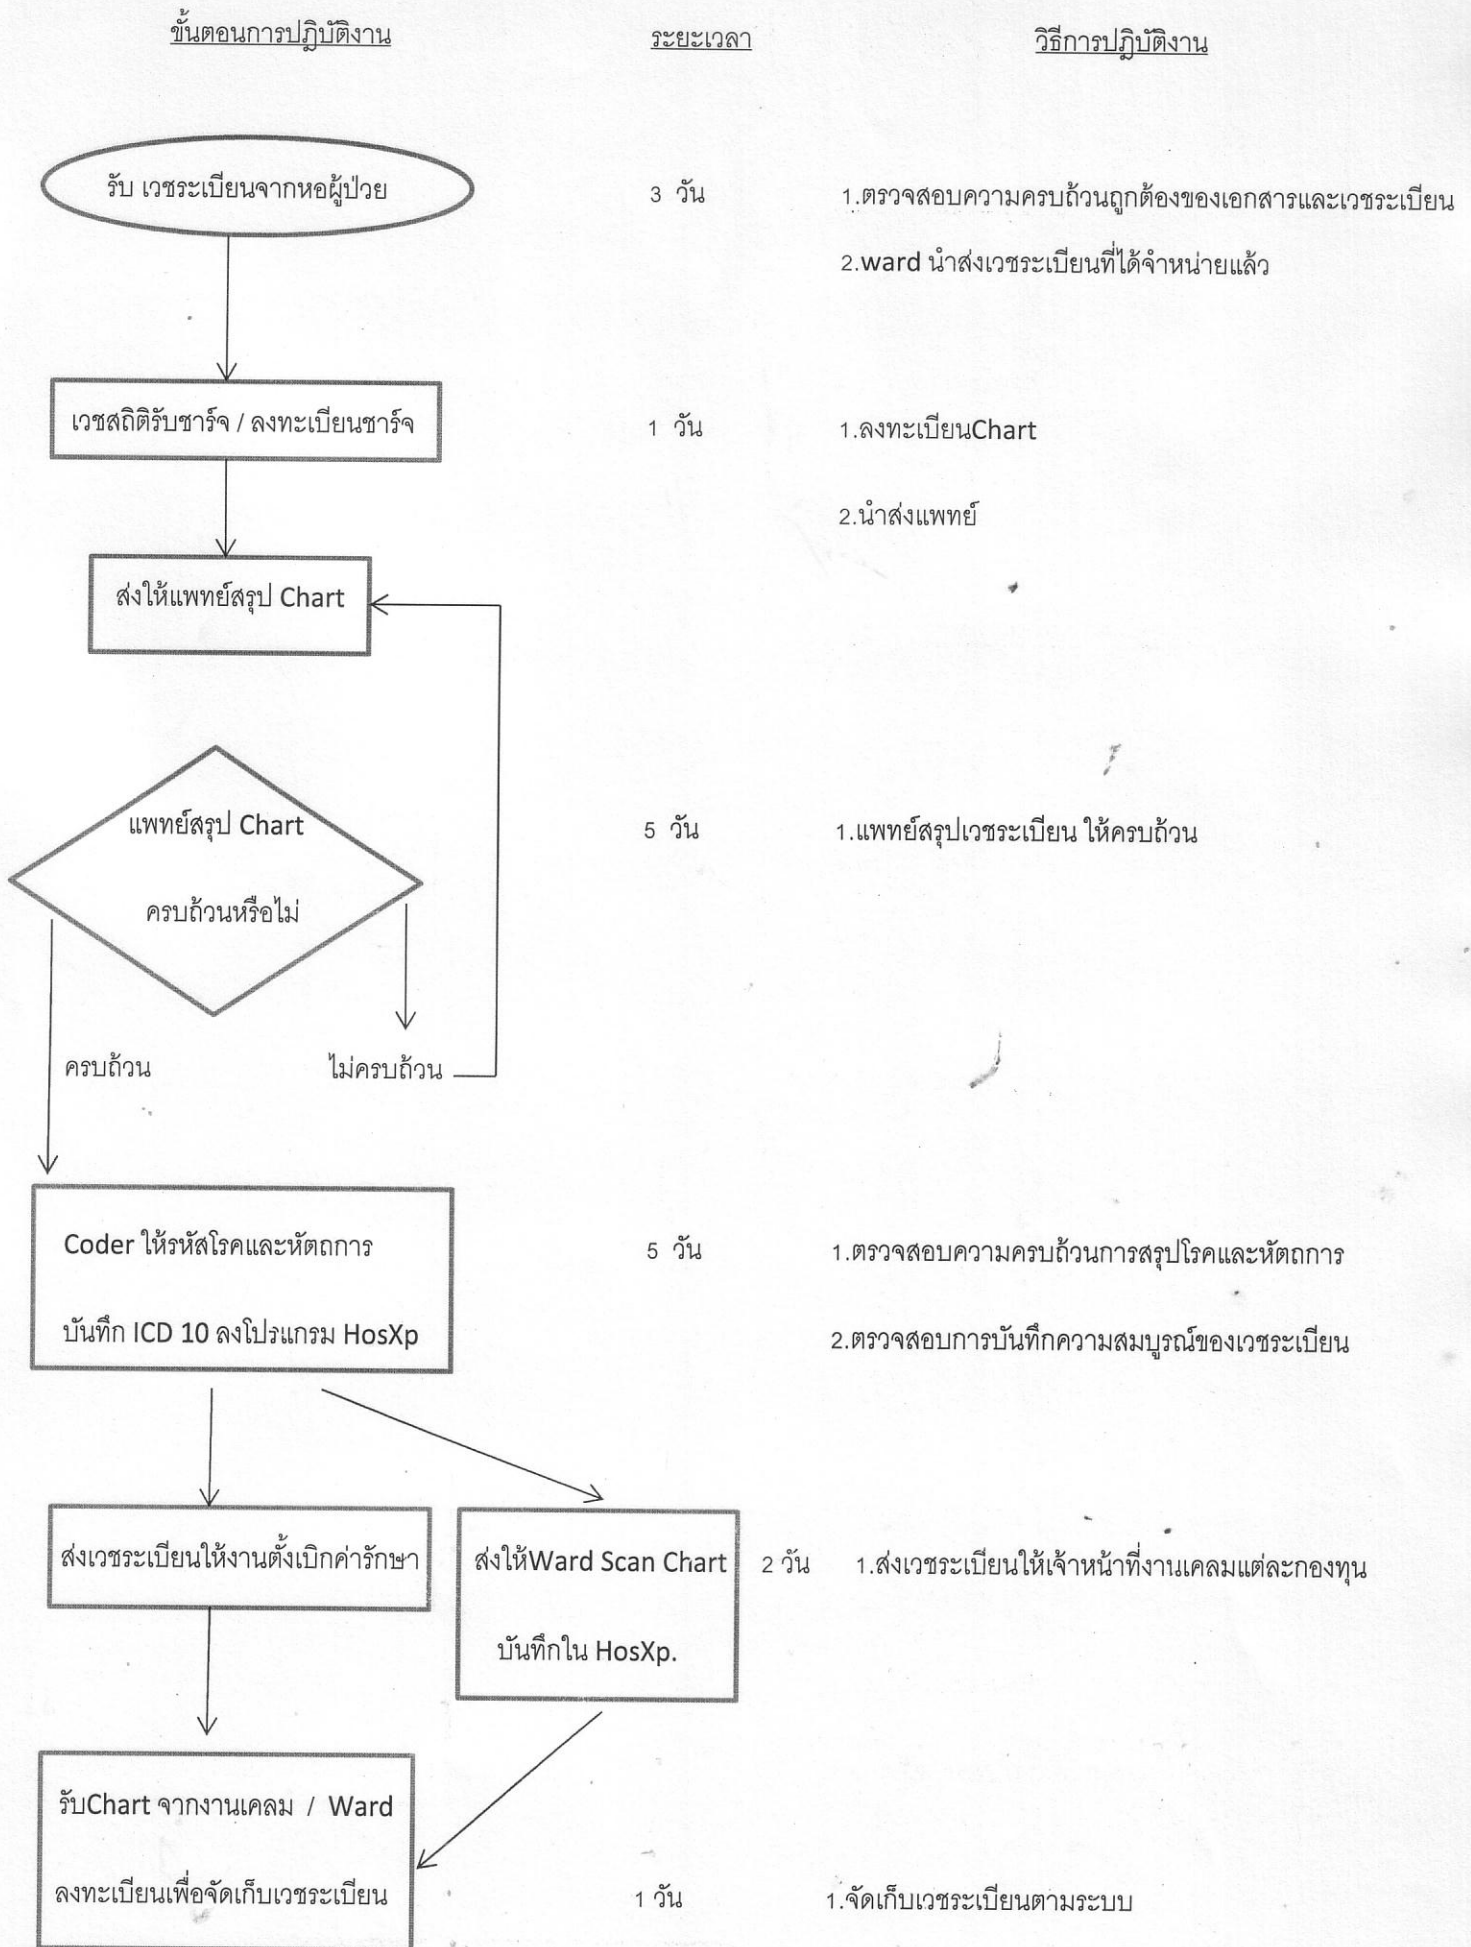 ขั้นตอนการปฏิบัติงาน ระยะเวลา วิธีการปฏิบัติงาน
รับ เวชระเบียนจากหอผู้ป่วย 3 วัน 1.ตรวจสอบความครบถ้วนถูกต้องของเอกสารและเวชระเบียน
2.ward นำส่งเวชระเบียนที่ได้จำหน่ายแล้ว
เวชสถิติรับชาร์จ / ลงทะเบียนชาร์จ 1 วัน 1.ลงทะเบียนChart
2.นำส่งแพทย์
ส่งให้แพทย์สรุป Chart
แพทย์สรุป Chart 5 วัน 1.แพทย์สรุปเวชระเบียน ให้ครบถ้วน
ครบถ้วนหรือไม่
ครบถ้วน ไม่ครบถ้วน
Coder ให้รหัสโรคและหัตถการ 5 วัน 1.ตรวจสอบความครบถ้วนการสรุปโรคและหัตถการ
บันทึก ICD 10 ลงโปรแกรม HosXp 2.ตรวจสอบการบันทึกความสมบูรณ์ของเวชระเบียน
ส่งเวชระเบียนให้งานตั้งเบิกค่ารักษา ส่งให้Ward Scan Chart 2 วัน 1.ส่งเวชระเบียนให้เจ้าหน้าที่งานเคลมแต่ละกองทุน
บันทึกใน HosXp.
รับChart จากงานเคลม / Ward
ลงทะเบียนเพื่อจัดเก็บเวชระเบียน 1 วัน 1.จัดเก็บเวชระเบียนตามระบบ